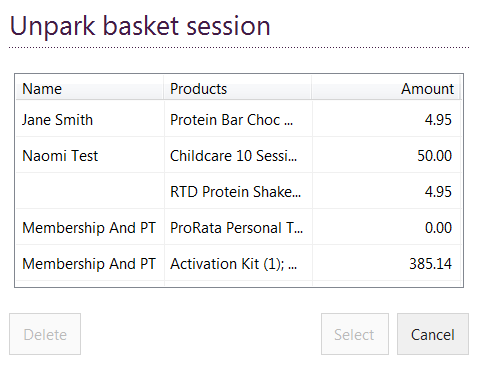 Unpark basket session
Name Products Amount
Jane Smith Protein Bar Choc ... 4.95
Naomi Test Childcare 10 Sessi... 50.00
RTD Protein Shake... 4.95
Membership And PT ProRata Personal T... 0.00
Membership And PT Activation Kit (1); ... 385.14
Delete Select Cancel